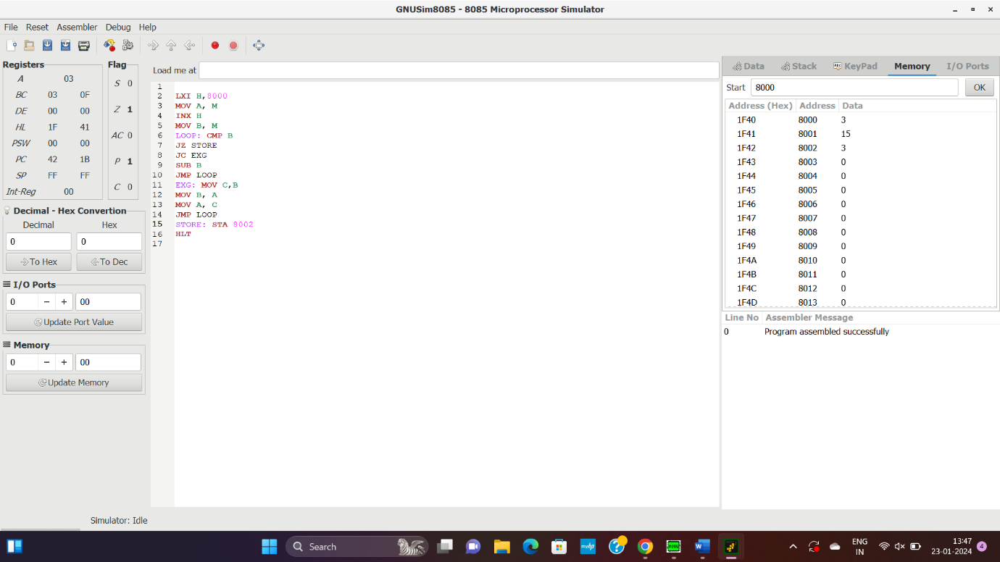 GNUSim8085 - 8085 Microprocessor Simulator
File Reset Assembler Debug Help
Registers
A 03
BC 03 0F
DE 00 00
HL 1F 41
PSW 00 00
PC 42 1B
SP FF FF
Int-Reg 00
Flag
S 0
Z 1
AC 0
P 1
C 0
Decimal - Hex Convertion
Decimal Hex
0 0
To Hex To Dec
I/O Ports
0 − + 00
Update Port Value
Memory
0 − + 00
Update Memory
Load me at
1
2 LXI H,8000
3 MOV A, M
4 INX H
5 MOV B, M
6 LOOP: CMP B
7 JZ STORE
8 JC EXG
9 SUB B
10 JMP LOOP
11 EXG: MOV C,B
12 MOV B, A
13 MOV A, C
14 JMP LOOP
15 STORE: STA 8002
16 HLT
17
Data Stack Abc KeyPad Memory I/O Ports
Start 8000 OK
Address (Hex) Address Data
1F40 8000 3
1F41 8001 15
1F42 8002 3
1F43 8003 0
1F44 8004 0
1F45 8005 0
1F46 8006 0
1F47 8007 0
1F48 8008 0
1F49 8009 0
1F4A 8010 0
1F4B 8011 0
1F4C 8012 0
1F4D 8013 0
Line No Assembler Message
0 Program assembled successfully
Simulator: Idle
Search
myhp
ENG
IN
13:47
23-01-2024
4